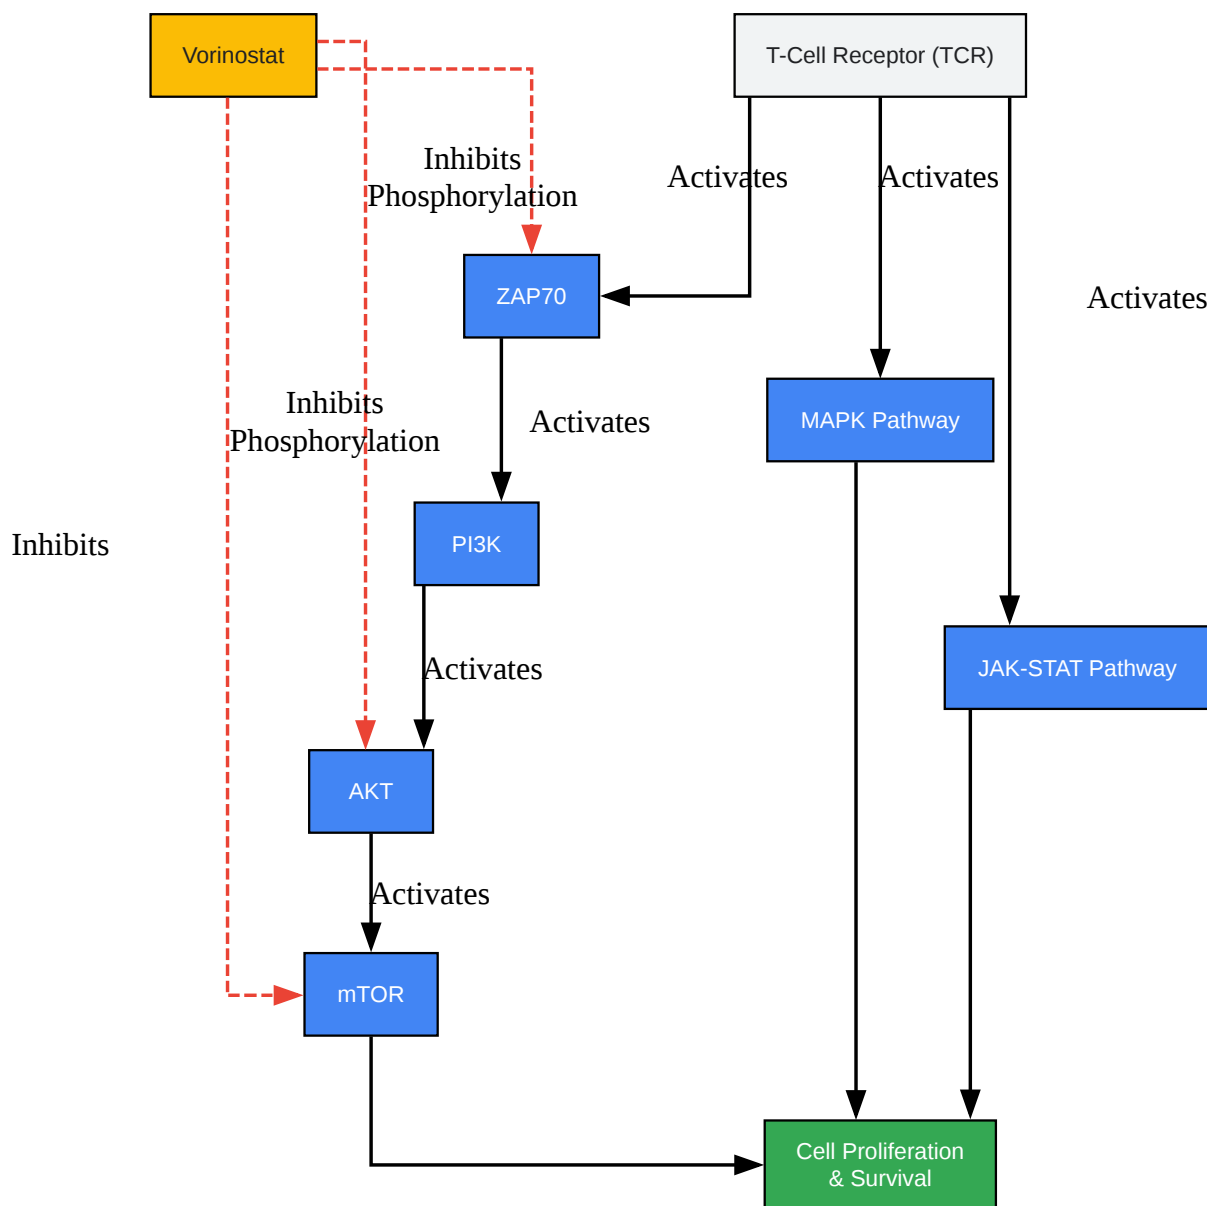 Vorinostat
T-Cell Receptor (TCR)
Inhibits
Phosphorylation
Activates
Activates
ZAP70
Activates
Inhibits
Phosphorylation
Activates
MAPK Pathway
Inhibits
PI3K
Activates
JAK-STAT Pathway
AKT
Activates
mTOR
Cell Proliferation
& Survival